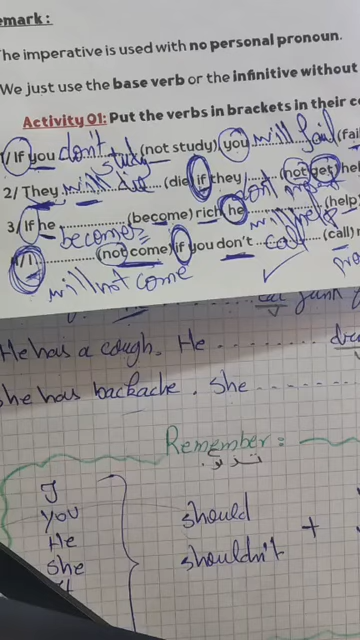 emark :
The imperative is used with no personal pronoun.
We just use the base verb or the infinitive without
Activity 01: Put the verbs in brackets in their co
1/ If you don't study (not study) you will fail (fai
2/ They will die (die) if they don't (not get) hel
3/ If he becomes (become) rich he will help (help)
4/ I will not come (not come) if you don't call (call)
He has a cough. He ........
she has backache. She ........
Remember :
I
you
He
she
should
shouldn't
+